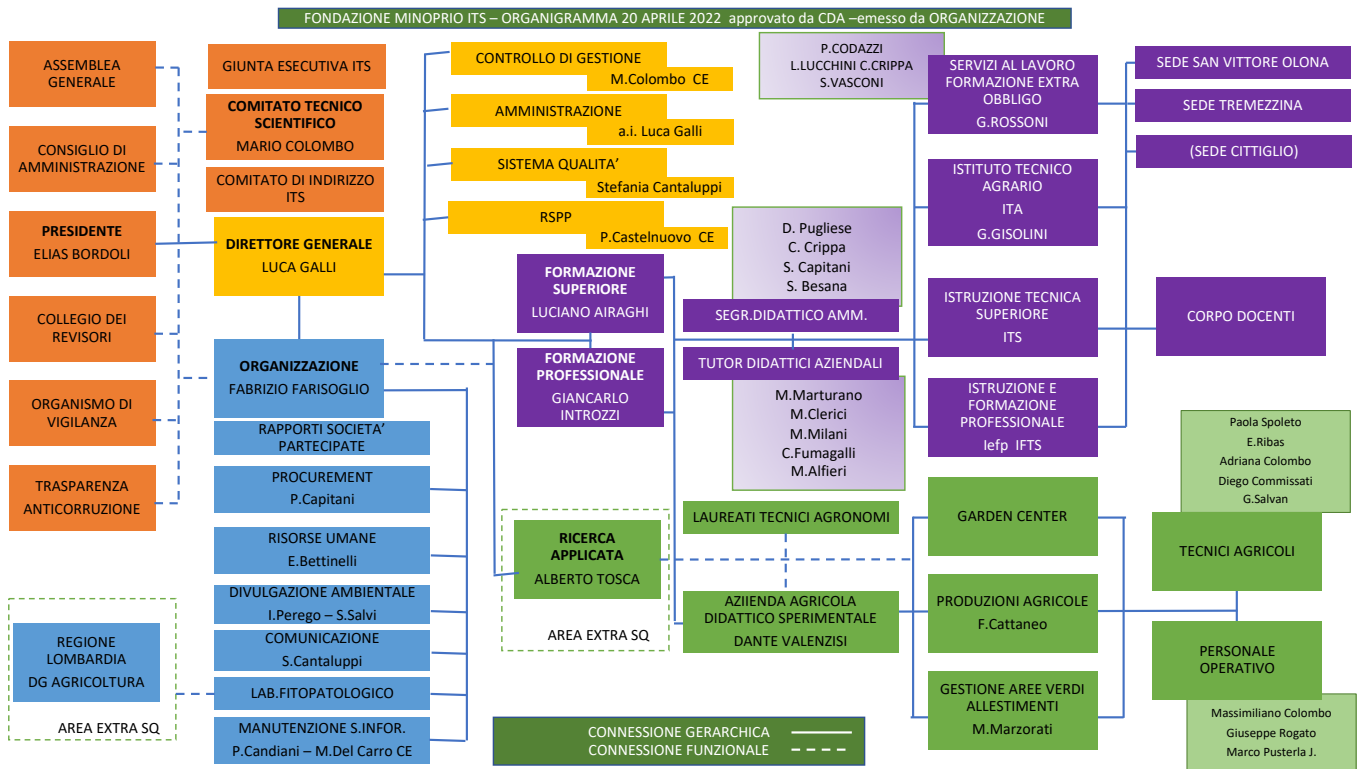 FONDAZIONE MINOPRIO ITS – ORGANIGRAMMA 20 APRILE 2022 approvato da CDA –emesso da ORGANIZZAZIONE
ASSEMBLEA
GENERALE
CONSIGLIO DI
AMMINISTRAZIONE
PRESIDENTE
ELIAS BORDOLI
COLLEGIO DEI
REVISORI
ORGANISMO DI
VIGILANZA
TRASPARENZA
ANTICORRUZIONE
REGIONE
LOMBARDIA
DG AGRICOLTURA
AREA EXTRA SQ
GIUNTA ESECUTIVA ITS
COMITATO TECNICO
SCIENTIFICO
MARIO COLOMBO
COMITATO DI INDIRIZZO
ITS
DIRETTORE GENERALE
LUCA GALLI
ORGANIZZAZIONE
FABRIZIO FARISOGLIO
RAPPORTI SOCIETA’
PARTECIPATE
PROCUREMENT
P.Capitani
RISORSE UMANE
E.Bettinelli
DIVULGAZIONE AMBIENTALE
I.Perego – S.Salvi
COMUNICAZIONE
S.Cantaluppi
LAB.FITOPATOLOGICO
MANUTENZIONE S.INFOR.
P.Candiani – M.Del Carro CE
CONTROLLO DI GESTIONE
M.Colombo CE
AMMINISTRAZIONE
a.i. Luca Galli
SISTEMA QUALITA’
Stefania Cantaluppi
RSPP
P.Castelnuovo CE
FORMAZIONE
SUPERIORE
LUCIANO AIRAGHI
FORMAZIONE
PROFESSIONALE
GIANCARLO
INTROZZI
RICERCA
APPLICATA
ALBERTO TOSCA
AREA EXTRA SQ
P.CODAZZI
L.LUCCHINI C.CRIPPA
S.VASCONI
D. Pugliese
C. Crippa
S. Capitani
S. Besana
SEGR.DIDATTICO AMM.
TUTOR DIDATTICI AZIENDALI
M.Marturano
M.Clerici
M.Milani
C.Fumagalli
M.Alfieri
LAUREATI TECNICI AGRONOMI
AZIIENDA AGRICOLA
DIDATTICO SPERIMENTALE
DANTE VALENZISI
SERVIZI AL LAVORO
FORMAZIONE EXTRA
OBBLIGO
G.ROSSONI
ISTITUTO TECNICO
AGRARIO
ITA
G.GISOLINI
ISTRUZIONE TECNICA
SUPERIORE
ITS
ISTRUZIONE E
FORMAZIONE
PROFESSIONALE
Iefp IFTS
GARDEN CENTER
PRODUZIONI AGRICOLE
F.Cattaneo
GESTIONE AREE VERDI
ALLESTIMENTI
M.Marzorati
SEDE SAN VITTORE OLONA
SEDE TREMEZZINA
(SEDE CITTIGLIO)
CORPO DOCENTI
Paola Spoleto
E.Ribas
Adriana Colombo
Diego Commissati
G.Salvan
TECNICI AGRICOLI
PERSONALE
OPERATIVO
Massimiliano Colombo
Giuseppe Rogato
Marco Pusterla J.
CONNESSIONE GERARCHICA
CONNESSIONE FUNZIONALE